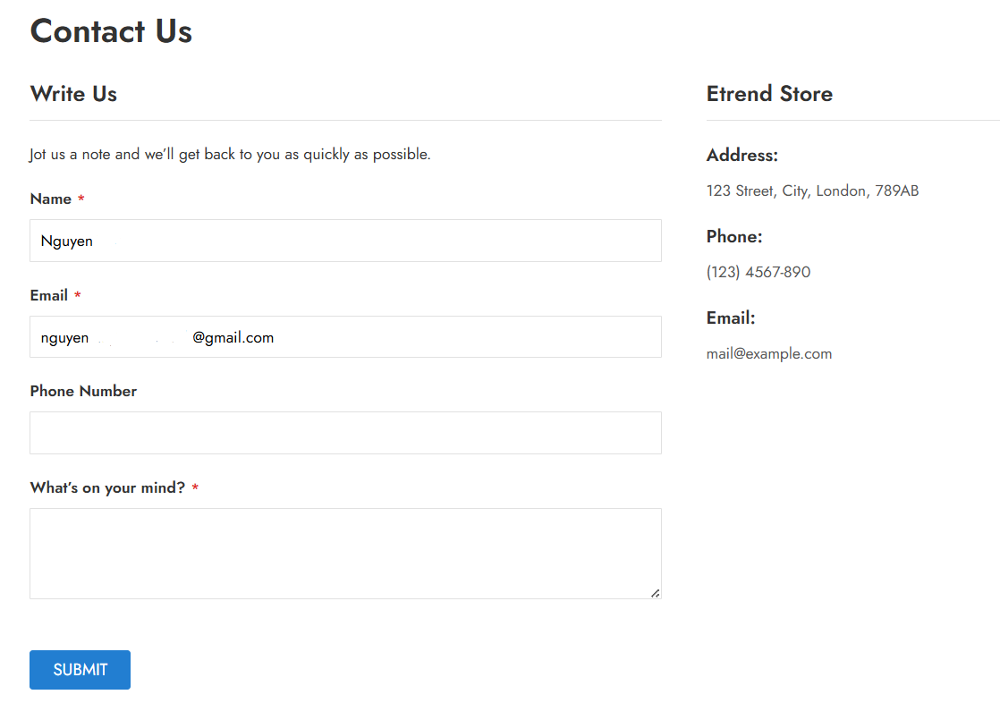 Contact Us
Write Us
Jot us a note and we’ll get back to you as quickly as possible.
Name *
Nguyen
Email *
nguyen @gmail.com
Phone Number
What’s on your mind? *
SUBMIT
Etrend Store
Address:
123 Street, City, London, 789AB
Phone:
(123) 4567-890
Email:
mail@example.com